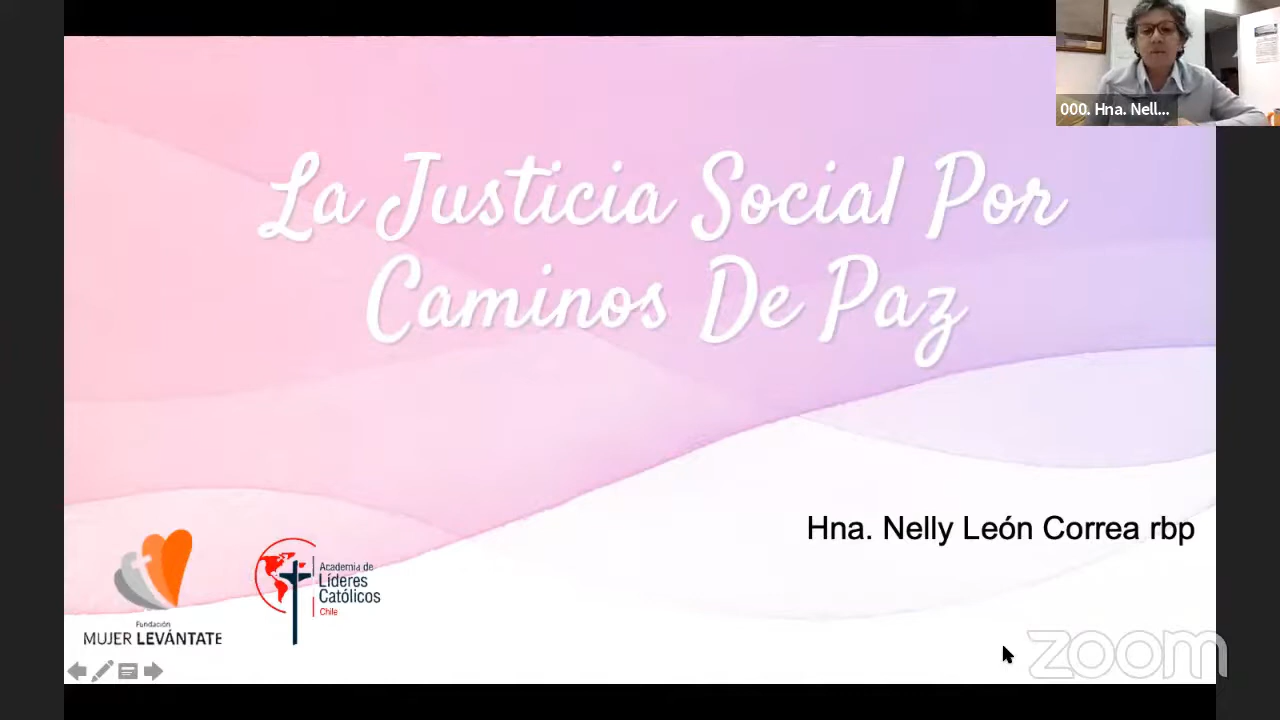 000. Hna. Nell...
La Justicia Social Por
Caminos De Paz
Hna. Nelly León Correa rbp
Fundación
MUJER LEVÁNTATE
Academia de
Líderes
Católicos
Chile
zoom